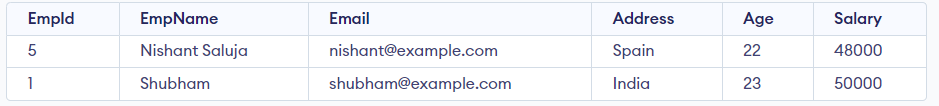 EmpId EmpName Email Address Age Salary
5 Nishant Saluja nishant@example.com Spain 22 48000
1 Shubham shubham@example.com India 23 50000